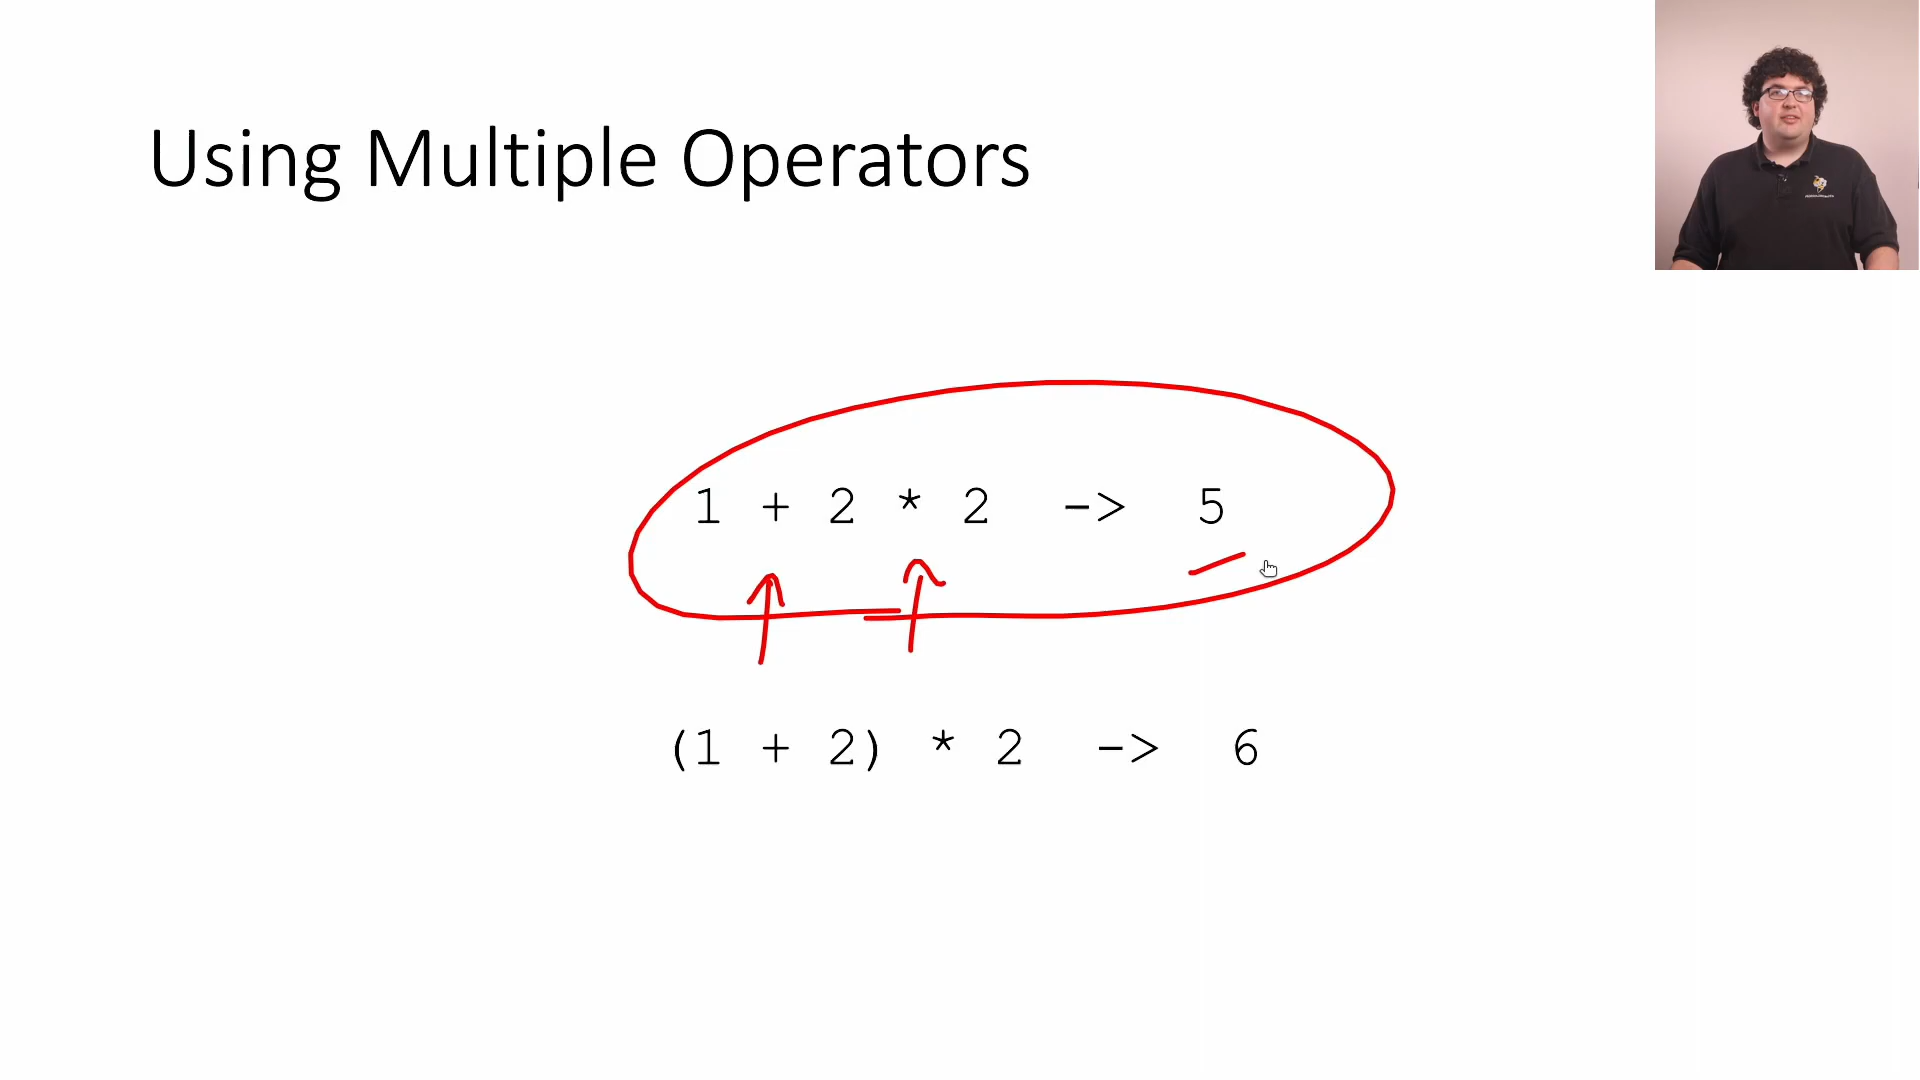 Using Multiple Operators
1 + 2 * 2 -> 5
(1 + 2) * 2 -> 6